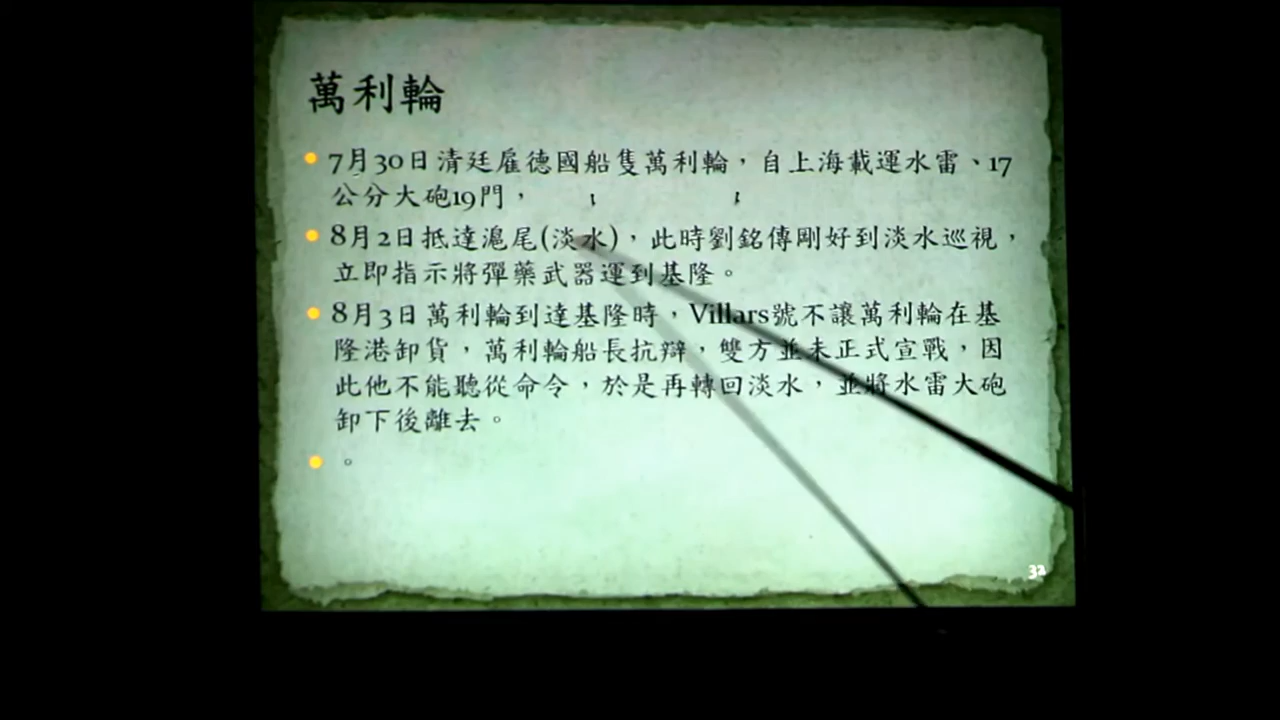 萬利輪
7月30日清廷雇德國船隻萬利輪，自上海載運水雷、17
公分大砲19門，
8月2日抵達滬尾(淡水)，此時劉銘傳剛好到淡水巡視，
立即指示將彈藥武器運到基隆。
8月3日萬利輪到達基隆時，Villars號不讓萬利輪在基
隆港卸貨，萬利輪船長抗辯，雙方並未正式宣戰，因
此他不能聽從命令，於是再轉回淡水，並將水雷大砲
卸下後離去。
。
32